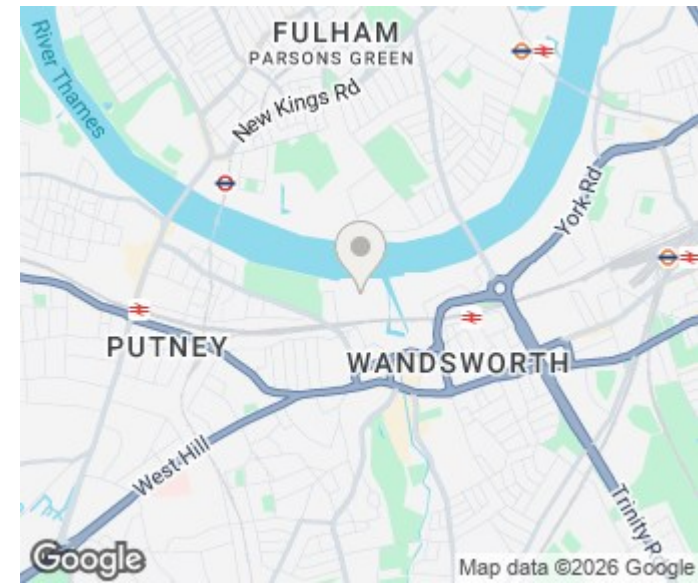 FULHAM
PARSONS GREEN
River Thames
New Kings Rd
York Rd
PUTNEY
WANDSWORTH
West Hill
Trinity R
Google
Map data ©2026 Google